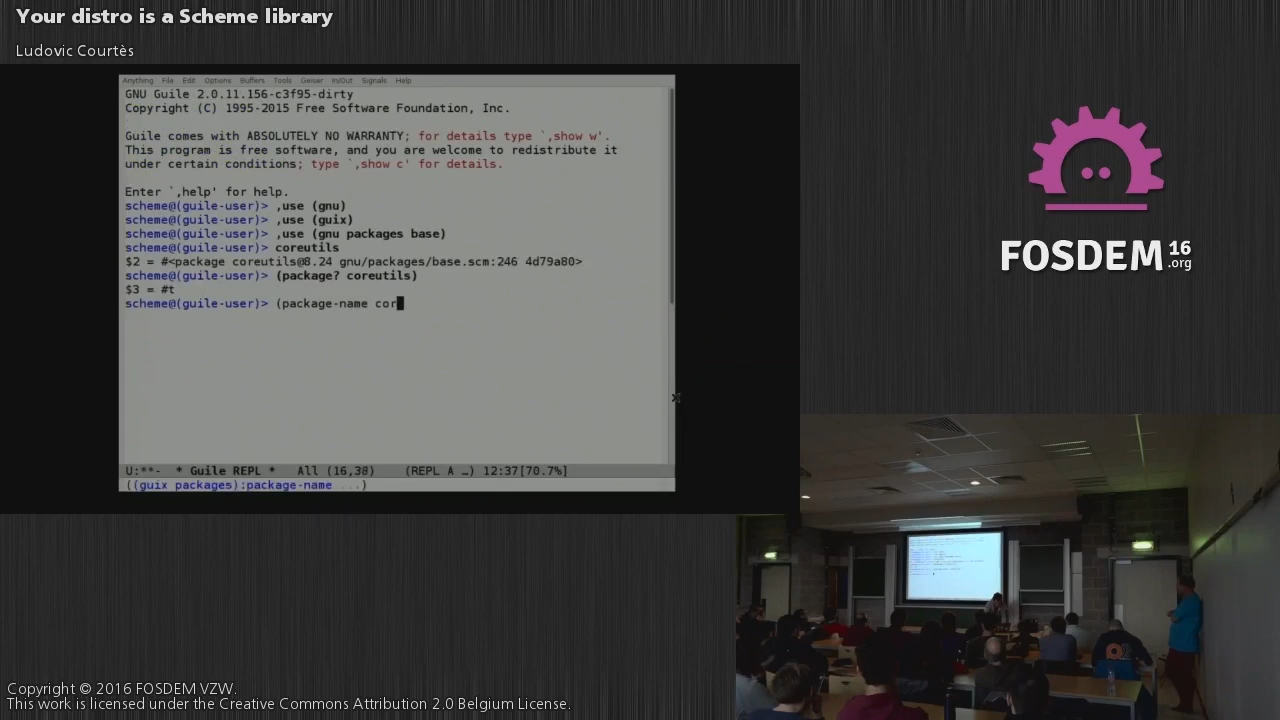 Your distro is a Scheme library
Ludovic Courtès
Anything File Edit Options Buffers Tools Geiser In/Out Signals Help
GNU Guile 2.0.11.156-c3f95-dirty
Copyright (C) 1995-2015 Free Software Foundation, Inc.
Guile comes with ABSOLUTELY NO WARRANTY; for details type `,show w'.
This program is free software, and you are welcome to redistribute it
under certain conditions; type `,show c' for details.
Enter `,help' for help.
scheme@(guile-user)> ,use (gnu)
scheme@(guile-user)> ,use (guix)
scheme@(guile-user)> ,use (gnu packages base)
scheme@(guile-user)> coreutils
$2 = #<package coreutils@8.24 gnu/packages/base.scm:246 4d79a80>
scheme@(guile-user)> (package? coreutils)
$3 = #t
scheme@(guile-user)> (package-name cor
U:**-  * Guile REPL *   All (16,38)    (REPL A …) 12:37[70.7%]
((guix packages):package-name ...)
FOSDEM 16
.org
Copyright © 2016 FOSDEM VZW.
This work is licensed under the Creative Commons Attribution 2.0 Belgium License.